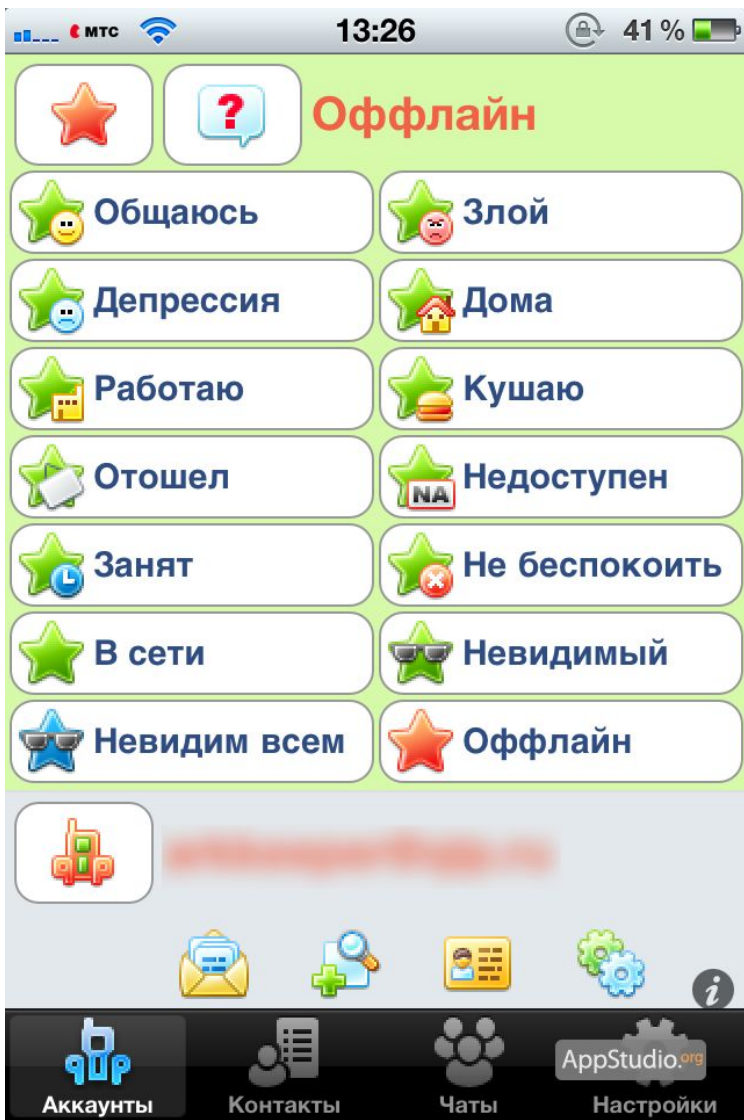 МТС 13:26 41 %
? Оффлайн
Общаюсь Злой
Депрессия Дома
Работаю Кушаю
Отошел NA Недоступен
Занят Не беспокоить
В сети Невидимый
Невидим всем Оффлайн
qip AppStudio.org
Аккаунты Контакты Чаты Настройки